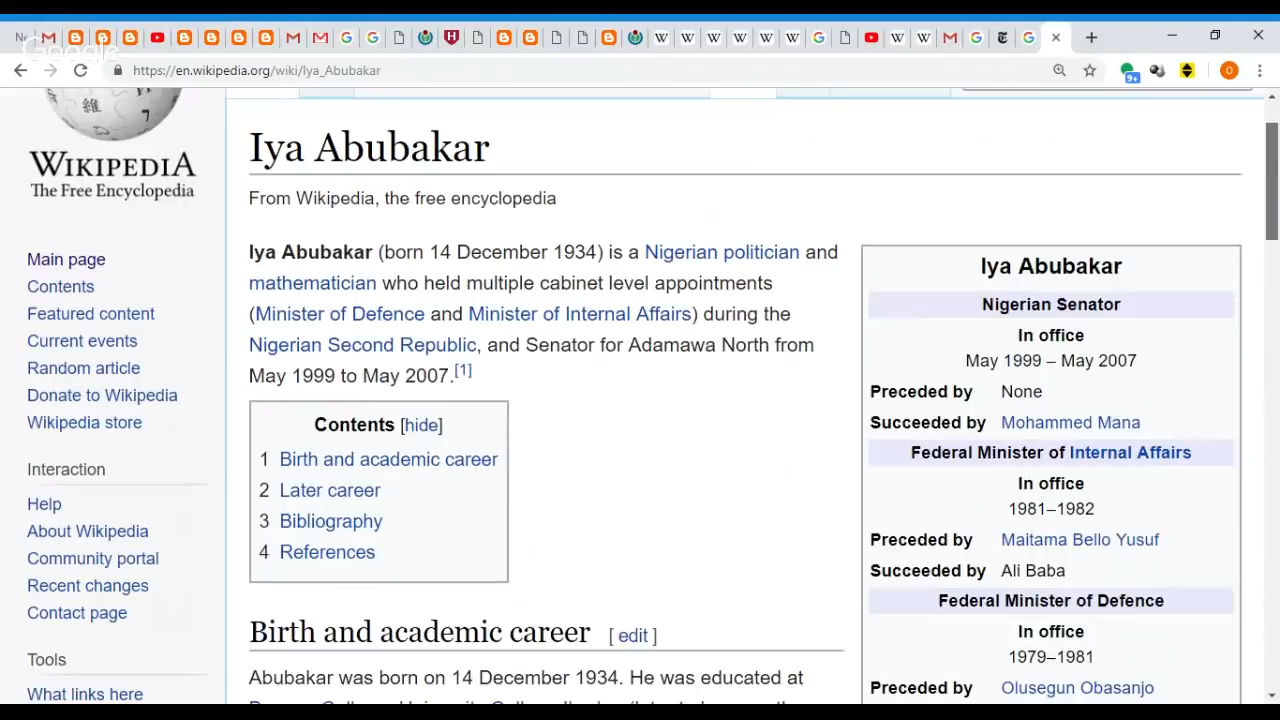 Ne
Google
https://en.wikipedia.org/wiki/Iya_Abubakar
9+
O
WIKIPEDIA
The Free Encyclopedia
Main page
Contents
Featured content
Current events
Random article
Donate to Wikipedia
Wikipedia store
Interaction
Help
About Wikipedia
Community portal
Recent changes
Contact page
Tools
What links here
Iya Abubakar
From Wikipedia, the free encyclopedia
Iya Abubakar (born 14 December 1934) is a Nigerian politician and
mathematician who held multiple cabinet level appointments
(Minister of Defence and Minister of Internal Affairs) during the
Nigerian Second Republic, and Senator for Adamawa North from
May 1999 to May 2007.[1]
Contents [hide]
1 Birth and academic career
2 Later career
3 Bibliography
4 References
Birth and academic career [ edit ]
Abubakar was born on 14 December 1934. He was educated at
Iya Abubakar
Nigerian Senator
In office
May 1999 – May 2007
Preceded by None
Succeeded by Mohammed Mana
Federal Minister of Internal Affairs
In office
1981–1982
Preceded by Maitama Bello Yusuf
Succeeded by Ali Baba
Federal Minister of Defence
In office
1979–1981
Preceded by Olusegun Obasanjo